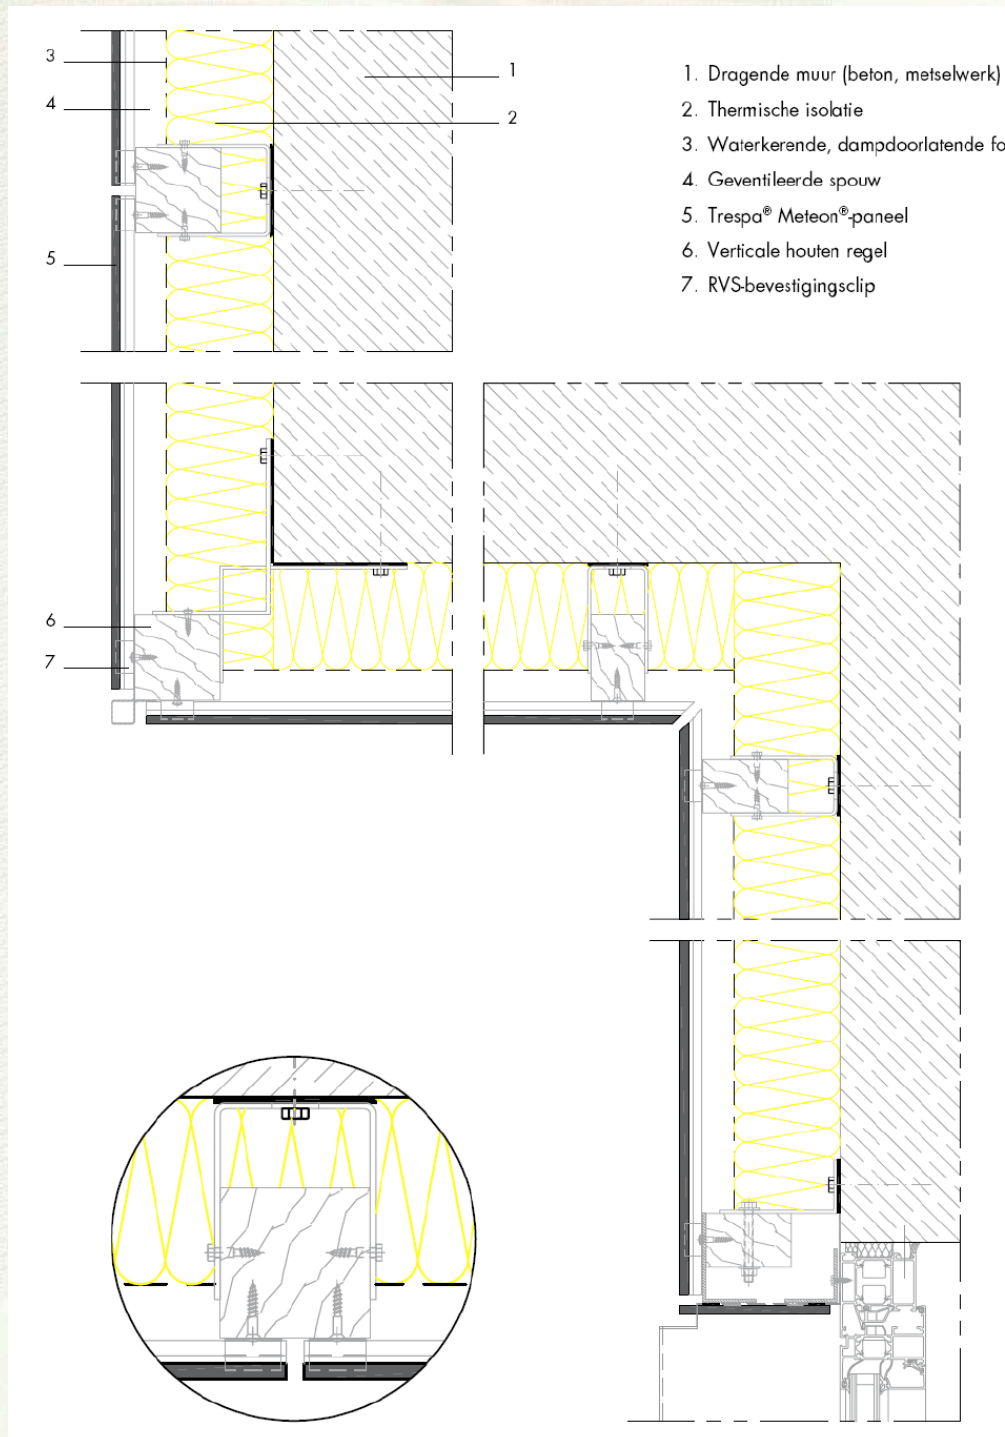 3
4
1
2
5
6
7
1. Dragende muur (beton, metselwerk)
2. Thermische isolatie
3. Waterkerende, dampdoorlatende fo
4. Geventileerde spouw
5. Trespa® Meteon®-paneel
6. Verticale houten regel
7. RVS-bevestigingsclip